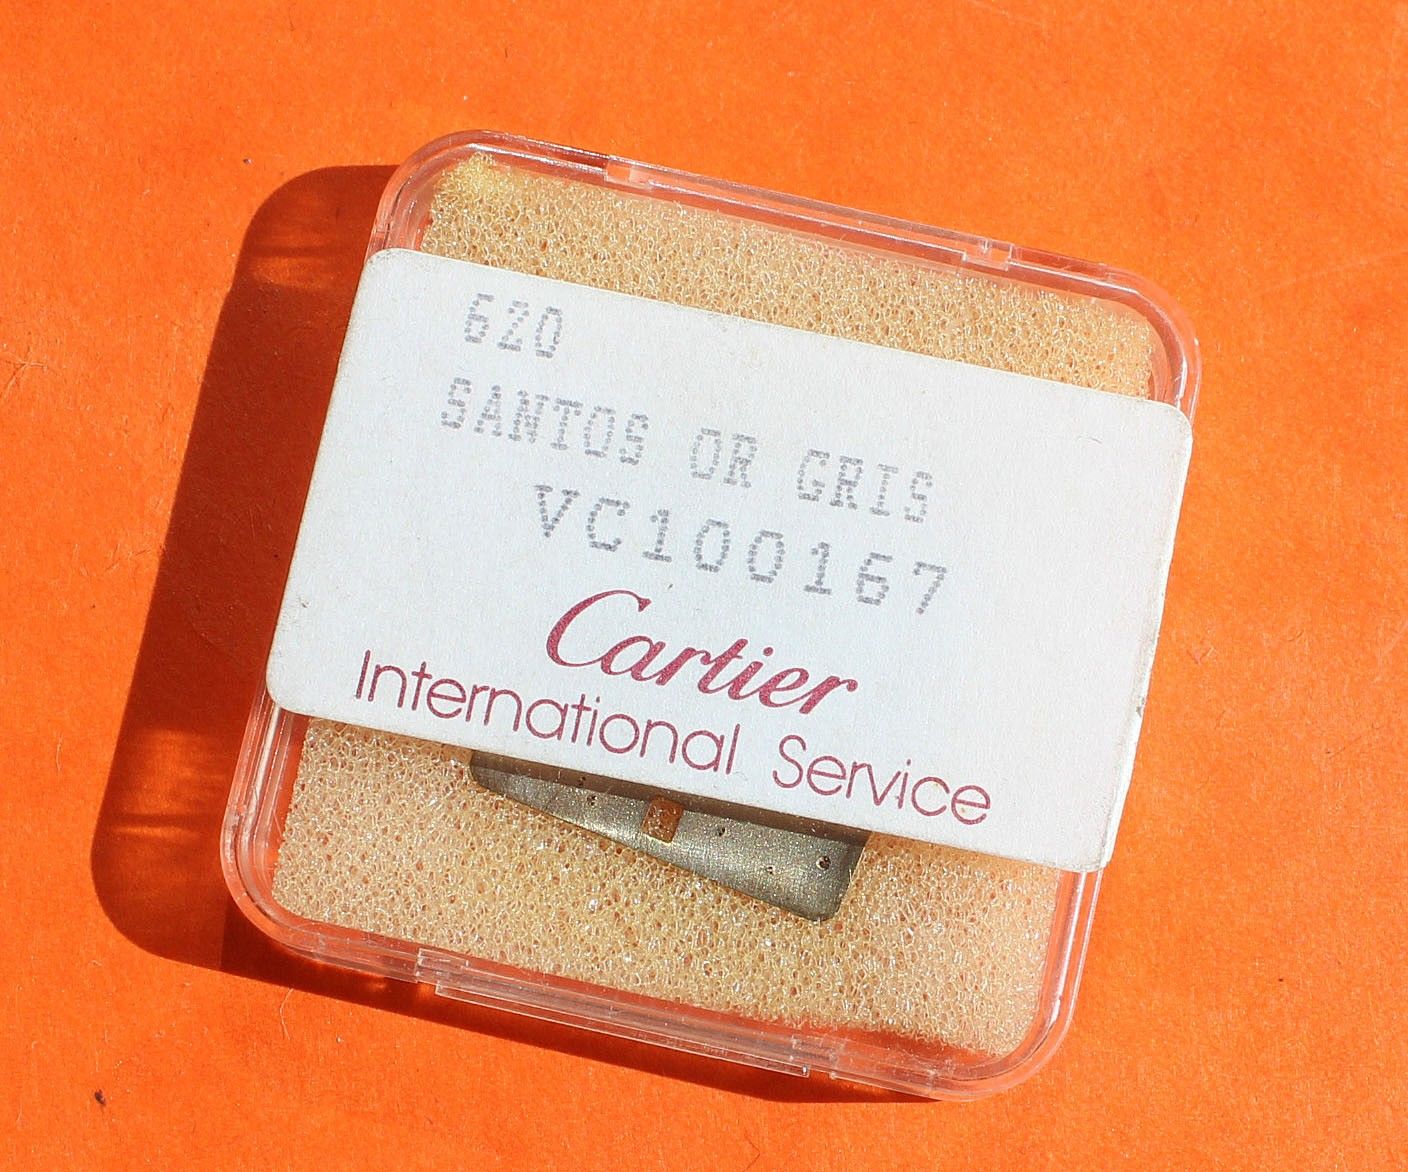 620
SANTOS OR GRIS
VC100167
Cartier
International Service